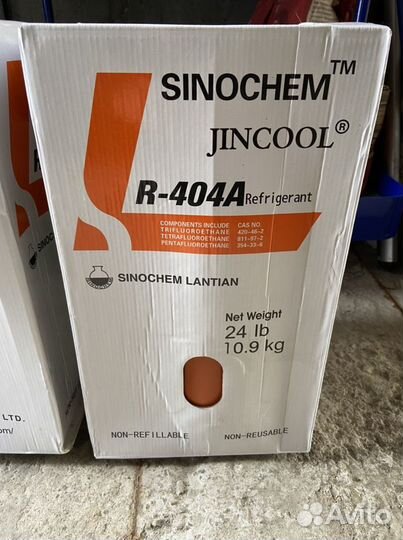 SINOCHEM™
JINCOOL®
R-404A Refrigerant
COMPONENTS INCLUDE CAS NO.
TRIFLUOROETHANE 420-46-2
TETRAFLUOROETHANE 811-97-2
PENTAFLUOROETHANE 354-33-6
SINOCHEM LANTIAN
Net Weight
24 lb
10.9 kg
NON-REFILLABLE NON-REUSABLE
LTD.
om/
Avito